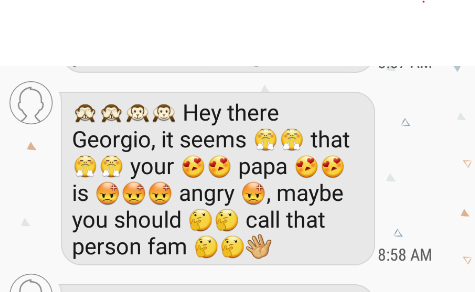 🙈🙈🙈🙈 Hey there
Georgio, it seems 😤😤 that
😤😤 your 😍😍 papa 😍😍
is 😡😡😡 angry 😡, maybe
you should 🤔🤔 call that
person fam 🤔🤔👋🏽
8:58 AM